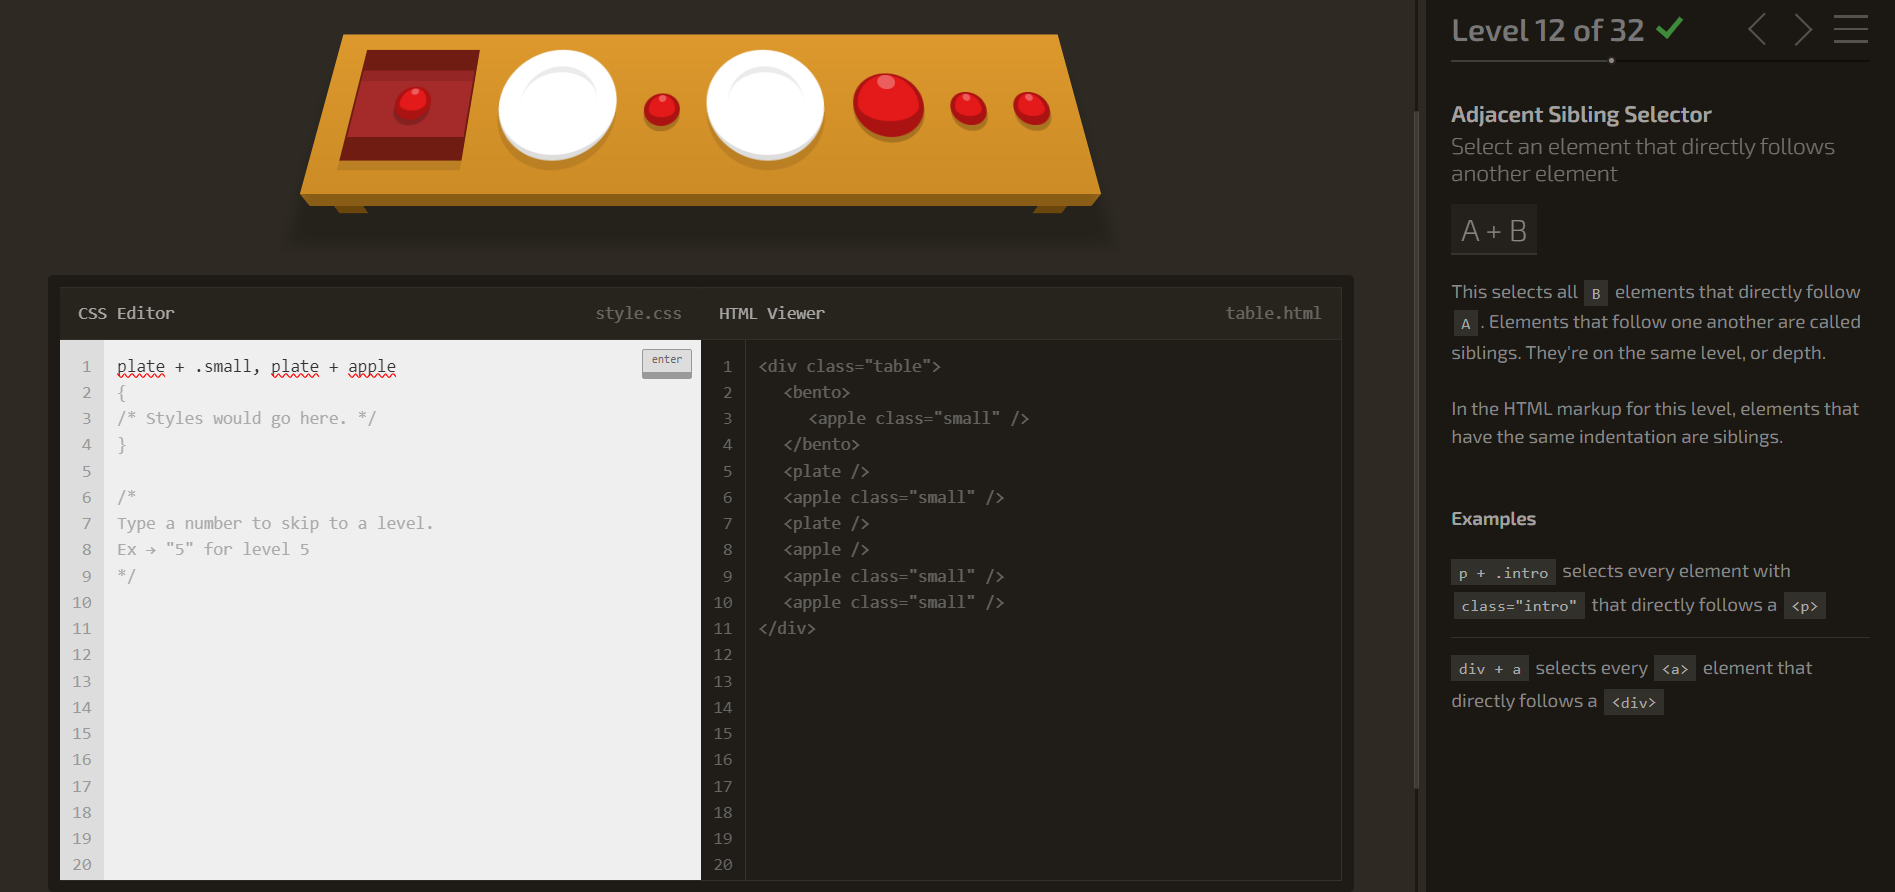 Level 12 of 32
Adjacent Sibling Selector
Select an element that directly follows
another element
A + B
This selects all B elements that directly follow
A . Elements that follow one another are called
siblings. They're on the same level, or depth.
In the HTML markup for this level, elements that
have the same indentation are siblings.
Examples
p + .intro selects every element with
class="intro" that directly follows a <p>
div + a selects every <a> element that
directly follows a <div>
CSS Editor style.css
1 plate + .small, plate + apple enter
2 {
3 /* Styles would go here. */
4 }
5
6 /*
7 Type a number to skip to a level.
8 Ex → "5" for level 5
9 */
10
11
12
13
14
15
16
17
18
19
20
HTML Viewer table.html
1 <div class="table">
2 <bento>
3 <apple class="small" />
4 </bento>
5 <plate />
6 <apple class="small" />
7 <plate />
8 <apple />
9 <apple class="small" />
10 <apple class="small" />
11 </div>
12
13
14
15
16
17
18
19
20